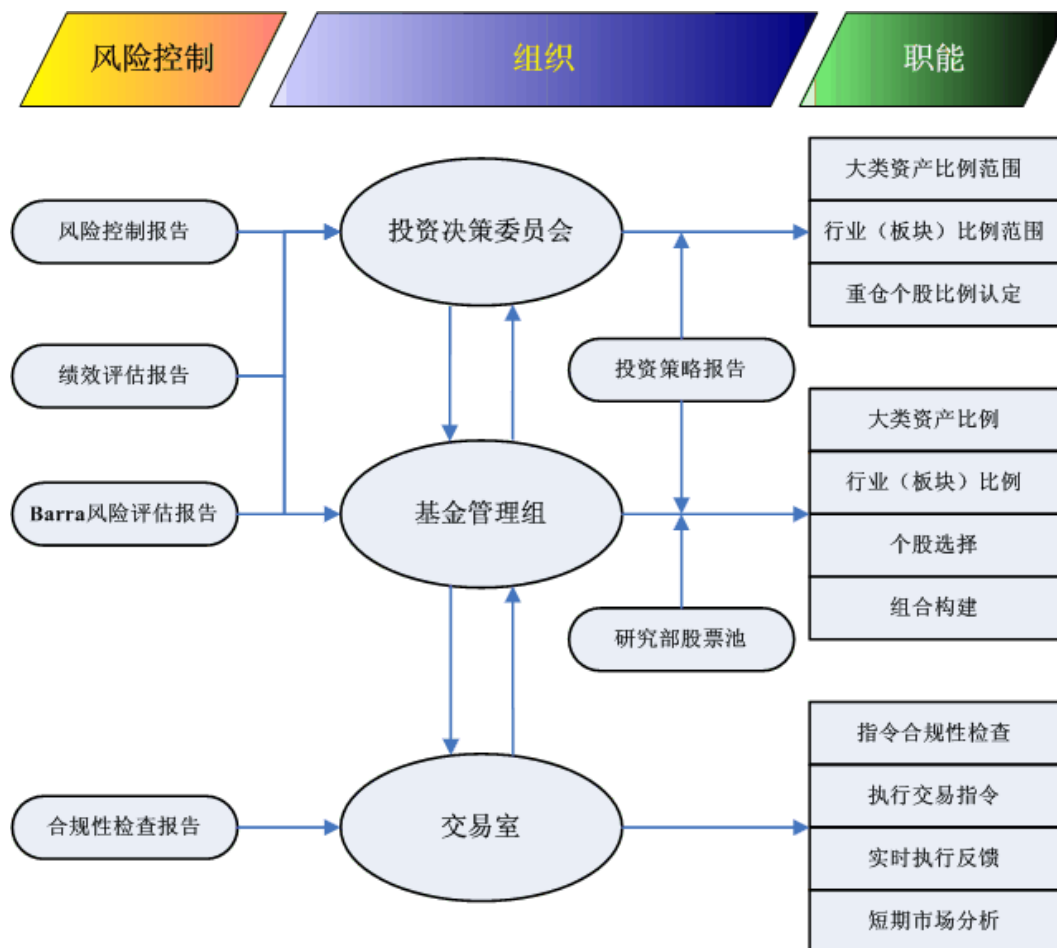 风险控制
组织
职能
大类资产比例范围
风险控制报告
投资决策委员会
行业（板块）比例范围
重仓个股比例认定
绩效评估报告
投资策略报告
大类资产比例
行业（板块）比例
Barra风险评估报告
基金管理组
个股选择
组合构建
研究部股票池
指令合规性检查
执行交易指令
合规性检查报告
交易室
实时执行反馈
短期市场分析